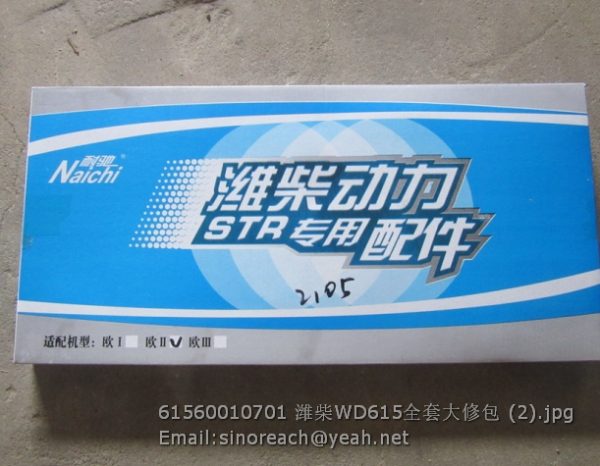 耐驰®
Naichi
潍柴动力
STR专用配件
2105
适配机型：欧Ⅰ 欧Ⅱ✓ 欧Ⅲ
61560010701 潍柴WD615全套大修包 (2).jpg
Email:sinoreach@yeah.net